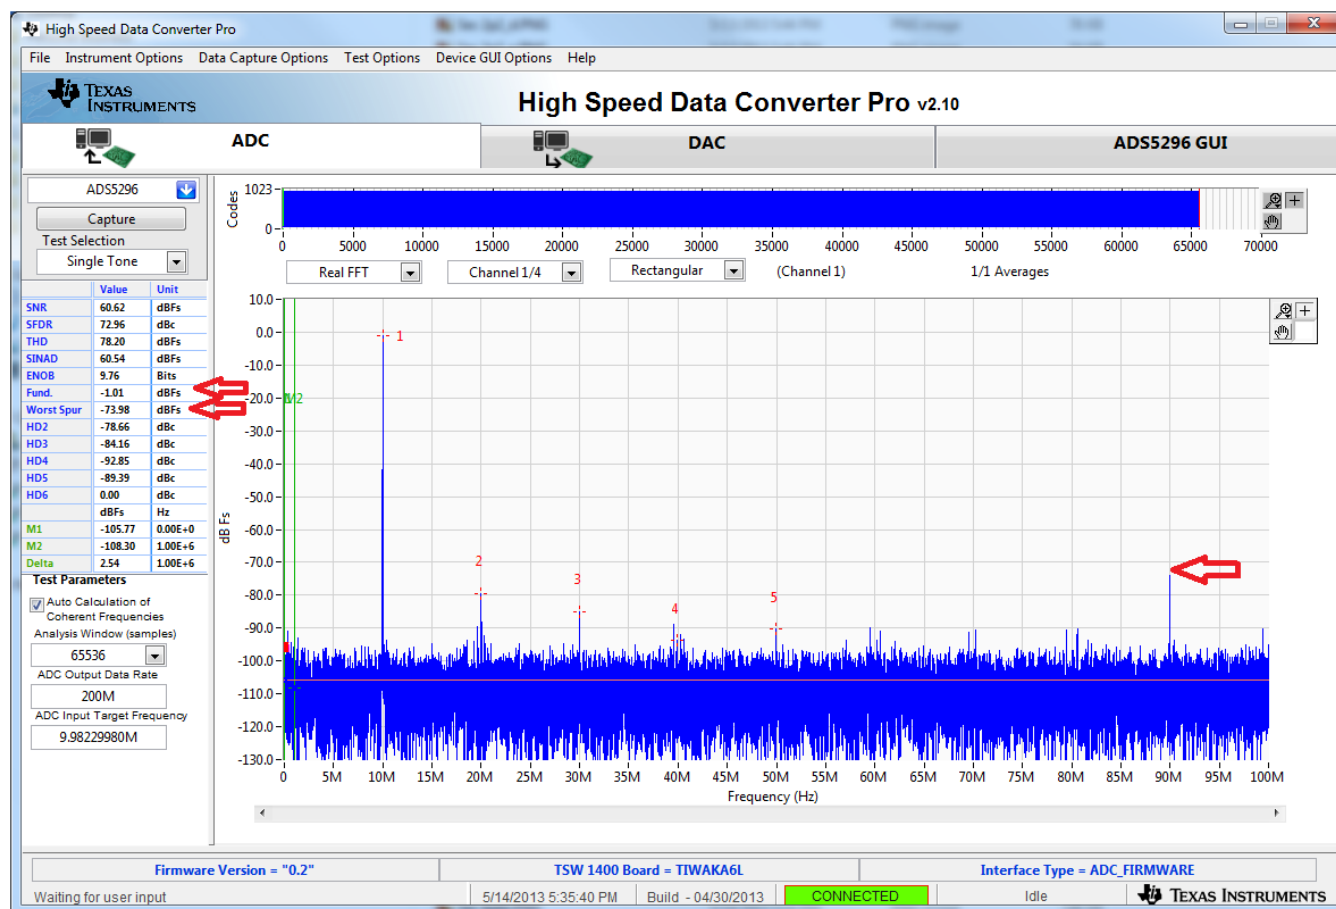 High Speed Data Converter Pro
File Instrument Options Data Capture Options Test Options Device GUI Options Help
TEXAS INSTRUMENTS
High Speed Data Converter Pro v2.10
ADC DAC ADS5296 GUI
ADS5296
Capture
Test Selection
Single Tone
Value Unit
SNR 60.62 dBFs
SFDR 72.96 dBc
THD 78.20 dBFs
SINAD 60.54 dBFs
ENOB 9.76 Bits
Fund. -1.01 dBFs
Worst Spur -73.98 dBFs
HD2 -78.66 dBc
HD3 -84.16 dBc
HD4 -92.85 dBc
HD5 -89.39 dBc
HD6 0.00 dBc
dBFs Hz
M1 -105.77 0.00E+0
M2 -108.30 1.00E+6
Delta 2.54 1.00E+6
Test Parameters
Auto Calculation of
Coherent Frequencies
Analysis Window (samples)
65536
ADC Output Data Rate
200M
ADC Input Target Frequency
9.98229980M
Codes
1023
0
0 5000 10000 15000 20000 25000 30000 35000 40000 45000 50000 55000 60000 65000 70000
Real FFT Channel 1/4 Rectangular (Channel 1) 1/1 Averages
dB Fs
10.0
0.0
-10.0
-20.0
-30.0
-40.0
-50.0
-60.0
-70.0
-80.0
-90.0
-100.0
-110.0
-120.0
-130.0
1
M2
2
3
4
5
0 5M 10M 15M 20M 25M 30M 35M 40M 45M 50M 55M 60M 65M 70M 75M 80M 85M 90M 95M 100M
Frequency (Hz)
Firmware Version = "0.2" TSW 1400 Board = TIWAKA6L Interface Type = ADC_FIRMWARE
Waiting for user input 5/14/2013 5:35:40 PM Build - 04/30/2013 CONNECTED Idle TEXAS INSTRUMENTS